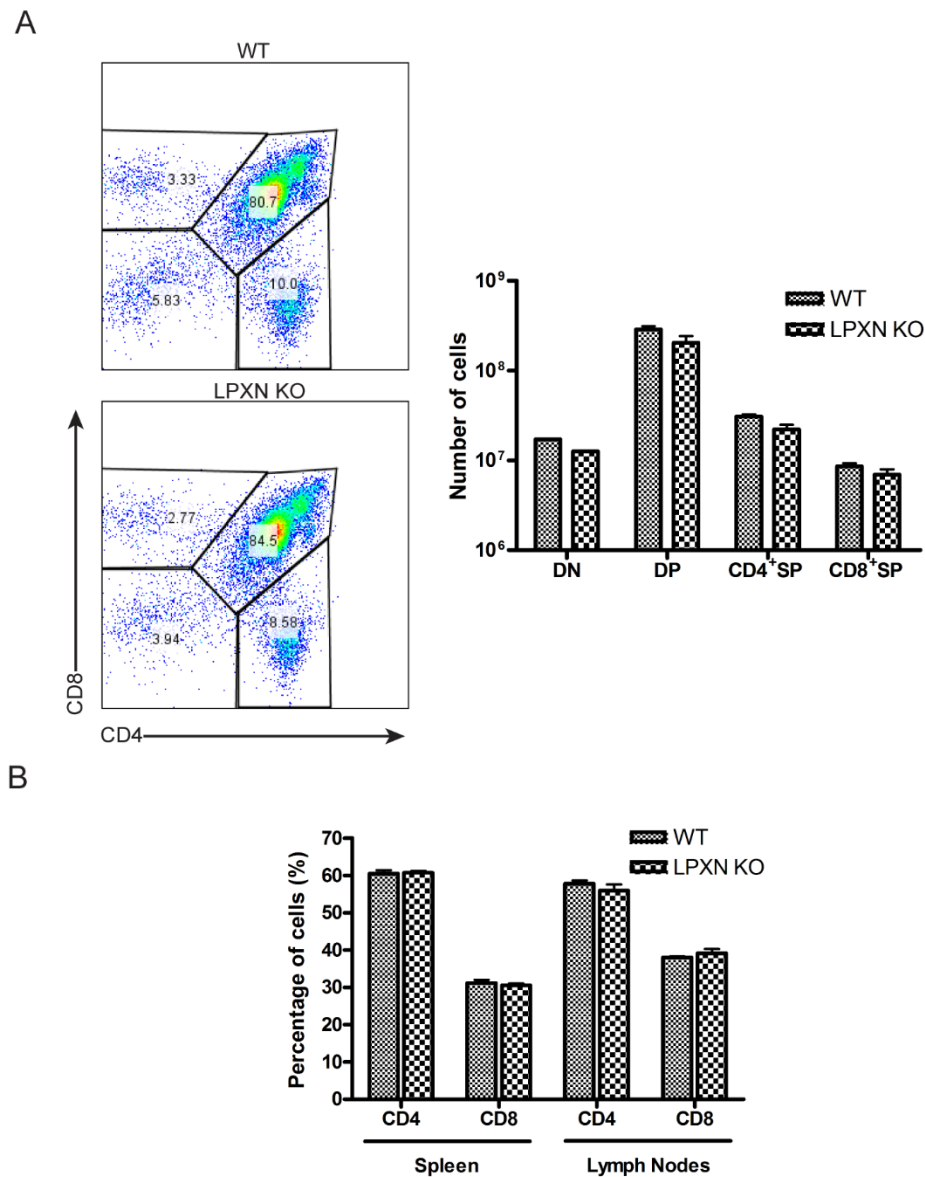 A
WT
3.33
80.7
10.0
5.83
LPXN KO
2.77
84.5
8.58
3.94
CD8
CD4
Number of cells
10⁹
10⁸
10⁷
10⁶
WT
LPXN KO
DN DP CD4⁺SP CD8⁺SP
B
Percentage of cells (%)
70
60
50
40
30
20
10
0
WT
LPXN KO
CD4 CD8 CD4 CD8
Spleen Lymph Nodes